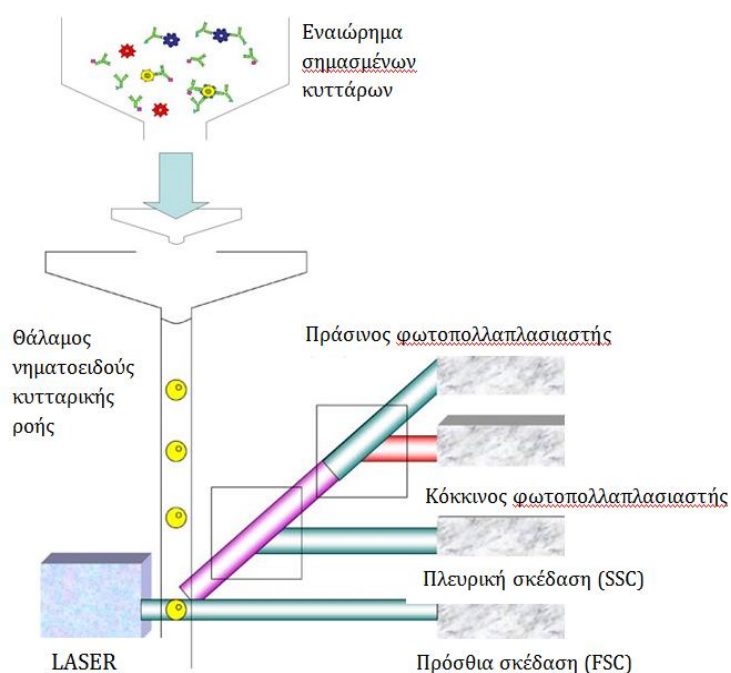 Εναιώρημα
σημασμένων
κυττάρων
Θάλαμος
νηματοειδούς
κυτταρικής
ροής
Πράσινος φωτοπολλαπλασιαστής
Κόκκινος φωτοπολλαπλασιαστής
Πλευρική σκέδαση (SSC)
LASER
Πρόσθια σκέδαση (FSC)